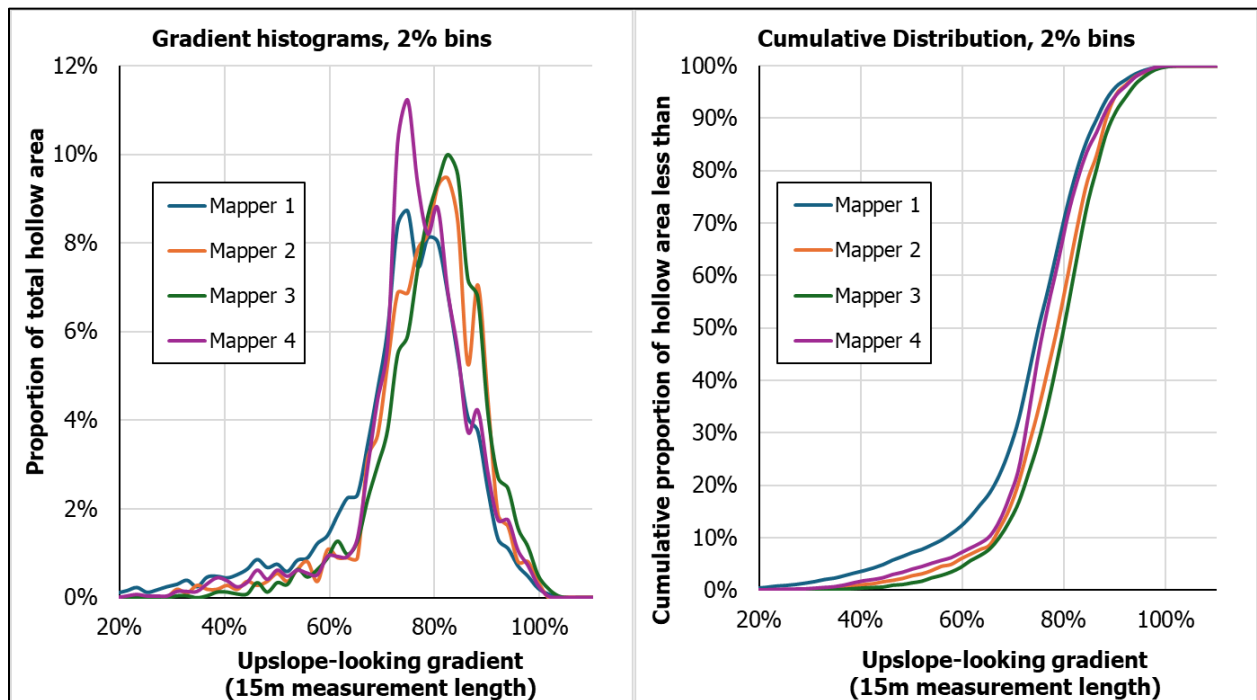 Gradient histograms, 2% bins
12%
10%
8%
6%
4%
2%
0%
Proportion of total hollow area
Mapper 1
Mapper 2
Mapper 3
Mapper 4
20%
40%
60%
80%
100%
Upslope-looking gradient
(15m measurement length)
Cumulative Distribution, 2% bins
100%
90%
80%
70%
60%
50%
40%
30%
20%
10%
0%
Cumulative proportion of hollow area less than
Mapper 1
Mapper 2
Mapper 3
Mapper 4
20%
40%
60%
80%
100%
Upslope-looking gradient
(15m measurement length)